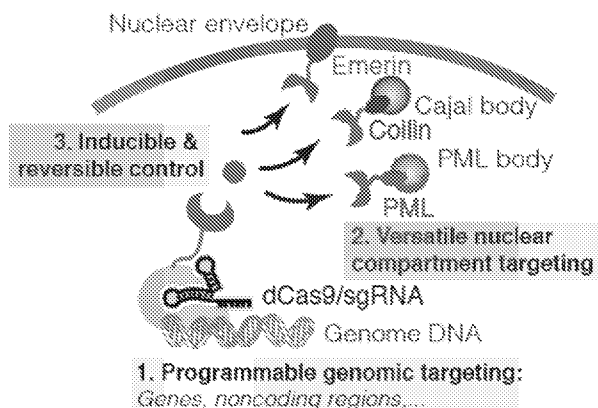 Nuclear envelope
Emerin
Cajal body
Coilin
3. Inducible &
reversible control
PML body
PML
2. Versatile nuclear
compartment targeting
dCas9/sgRNA
Genome DNA
1. Programmable genomic targeting:
Genes, noncoding regions,...